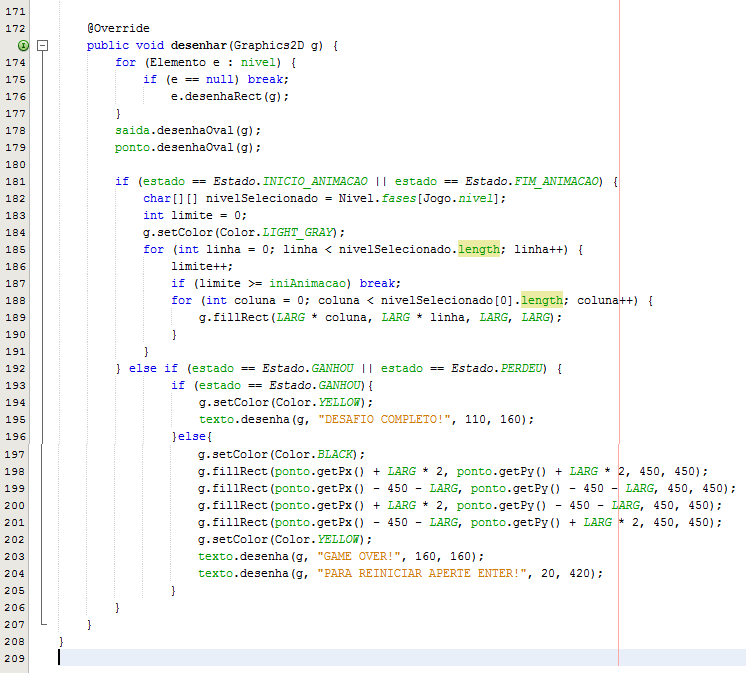 171
172 @Override
public void desenhar(Graphics2D g) {
174 for (Elemento e : nivel) {
175 if (e == null) break;
176 e.desenhaRect(g);
177 }
178 saida.desenhaOval(g);
179 ponto.desenhaOval(g);
180
181 if (estado == Estado.INICIO_ANIMACAO || estado == Estado.FIM_ANIMACAO) {
182 char[][] nivelSelecionado = Nivel.fases[Jogo.nivel];
183 int limite = 0;
184 g.setColor(Color.LIGHT_GRAY);
185 for (int linha = 0; linha < nivelSelecionado.length; linha++) {
186 limite++;
187 if (limite >= iniAnimacao) break;
188 for (int coluna = 0; coluna < nivelSelecionado[0].length; coluna++) {
189 g.fillRect(LARG * coluna, LARG * linha, LARG, LARG);
190 }
191 }
192 } else if (estado == Estado.GANHOU || estado == Estado.PERDEU) {
193 if (estado == Estado.GANHOU){
194 g.setColor(Color.YELLOW);
195 texto.desenha(g, "DESAFIO COMPLETO!", 110, 160);
196 }else{
197 g.setColor(Color.BLACK);
198 g.fillRect(ponto.getPx() + LARG * 2, ponto.getPy() + LARG * 2, 450, 450);
199 g.fillRect(ponto.getPx() - 450 - LARG, ponto.getPy() - 450 - LARG, 450, 450);
200 g.fillRect(ponto.getPx() + LARG * 2, ponto.getPy() - 450 - LARG, 450, 450);
201 g.fillRect(ponto.getPx() - 450 - LARG, ponto.getPy() + LARG * 2, 450, 450);
202 g.setColor(Color.YELLOW);
203 texto.desenha(g, "GAME OVER!", 160, 160);
204 texto.desenha(g, "PARA REINICIAR APERTE ENTER!", 20, 420);
205 }
206 }
207 }
208 }
209